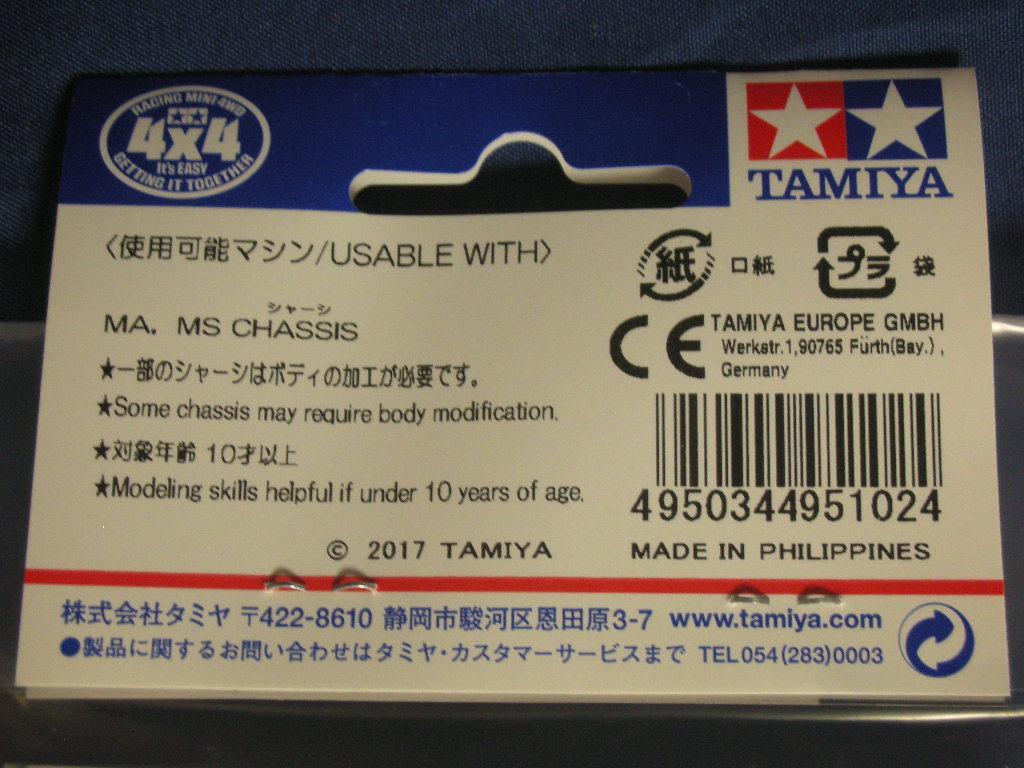 RACING MINI 4WD
4x4
It's EASY
GETTING IT TOGETHER
TAMIYA
〈使用可能マシン/USABLE WITH〉
紙
口紙
プラ
袋
シャーシ
MA. MS CHASSIS
★一部のシャーシはボディの加工が必要です。
★Some chassis may require body modification.
★対象年齢 10才以上
★Modeling skills helpful if under 10 years of age.
CE
TAMIYA EUROPE GMBH
Werkstr.1,90765 Fürth(Bay.),
Germany
4950344951024
© 2017 TAMIYA
MADE IN PHILIPPINES
株式会社タミヤ 〒422-8610 静岡市駿河区恩田原3-7 www.tamiya.com
●製品に関するお問い合わせはタミヤ・カスタマーサービスまで TEL054(283)0003